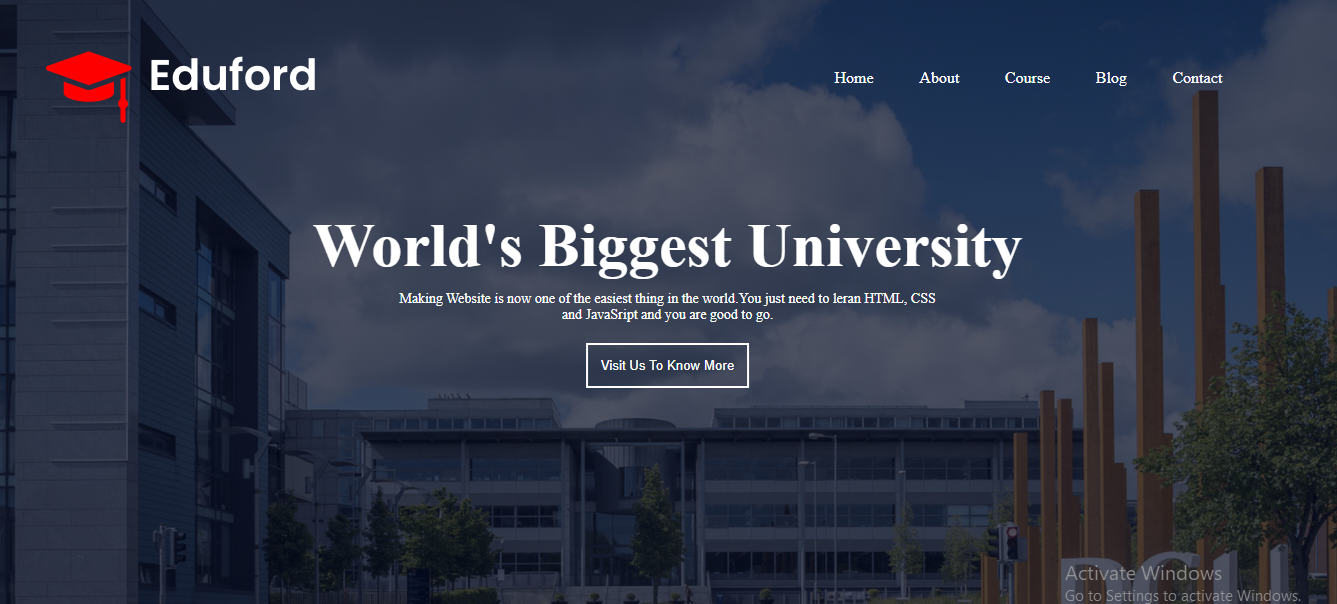 Eduford
Home About Course Blog Contact
World's Biggest University
Making Website is now one of the easiest thing in the world.You just need to leran HTML, CSS
and JavaSript and you are good to go.
Visit Us To Know More
Activate Windows
Go to Settings to activate Windows.